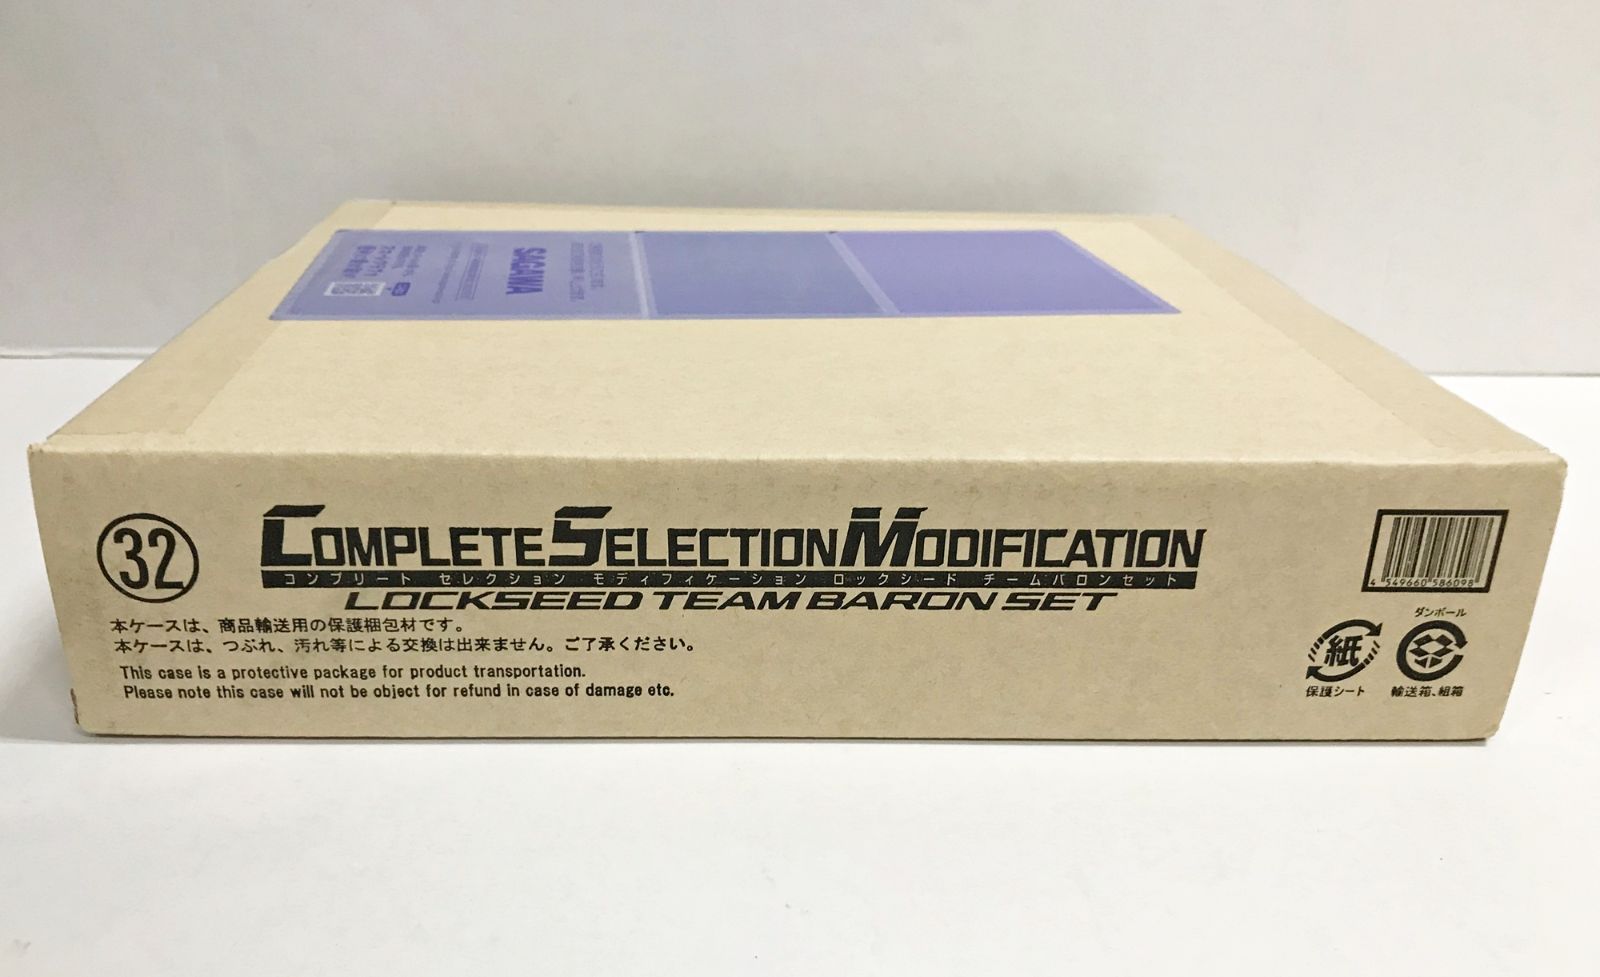 SAGAWA
32
COMPLETE SELECTION MODIFICATION
コンプリート セレクション モディフィケーション ロックシード チームバロンセット
LOCKSEED TEAM BARON SET
本ケースは、商品輸送用の保護梱包材です。
本ケースは、つぶれ、汚れ等による交換は出来ません。ご了承ください。
This case is a protective package for product transportation.
Please note this case will not be object for refund in case of damage etc.
4 549660 586098
ダンボール
紙
保護シート
輸送箱、組箱